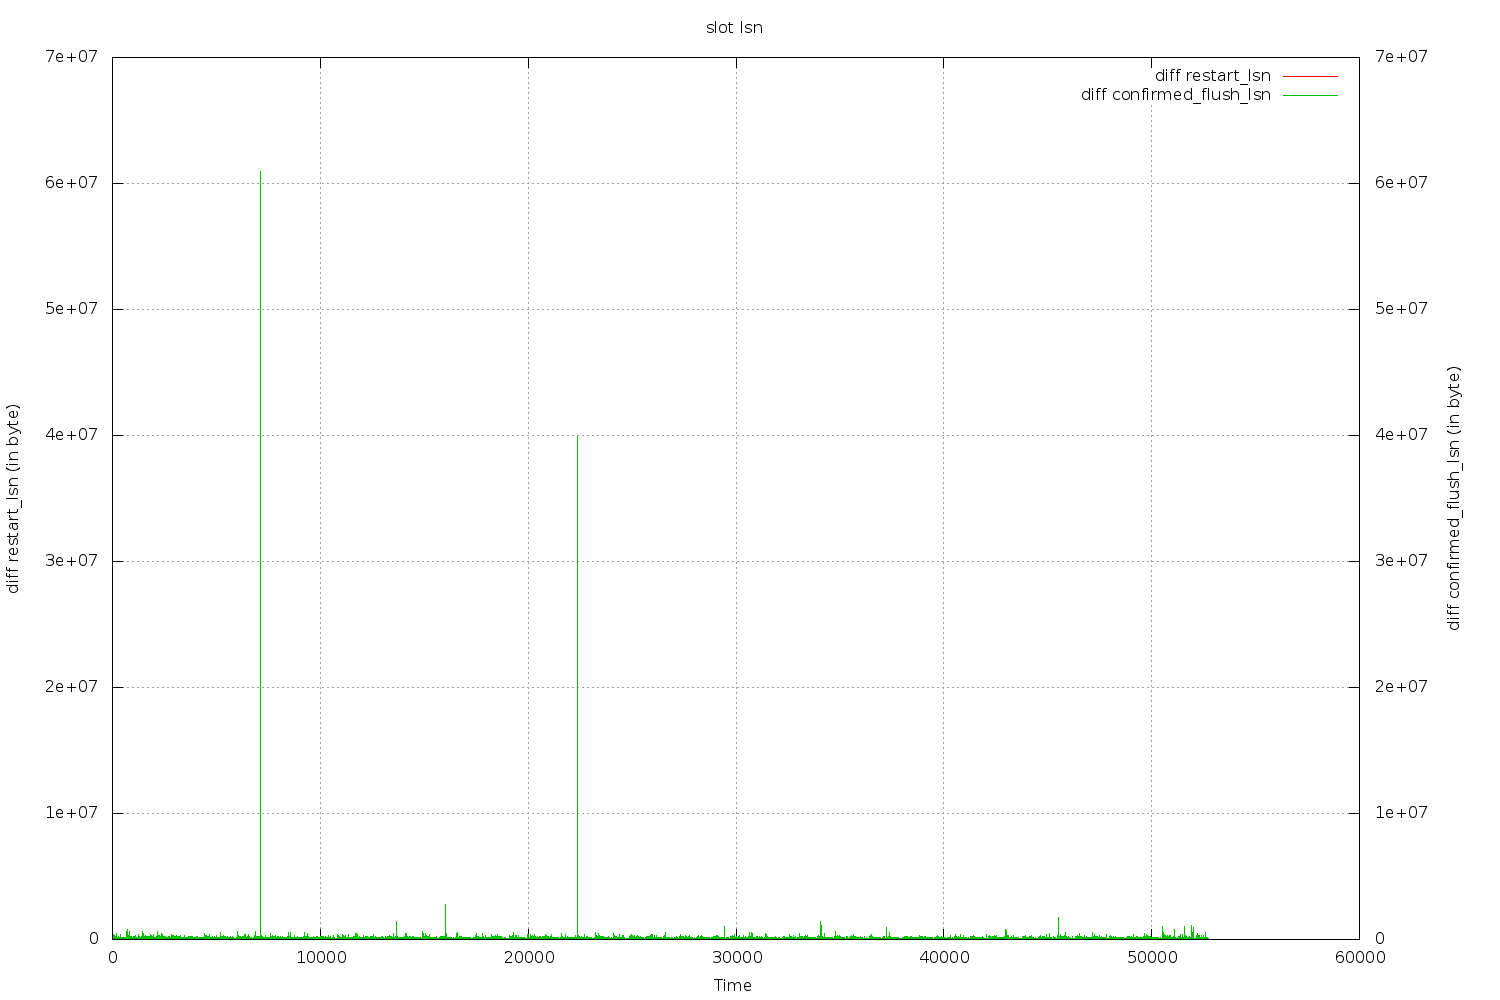 slot lsn
7e+07
6e+07
5e+07
4e+07
3e+07
2e+07
1e+07
0
7e+07
6e+07
5e+07
4e+07
3e+07
2e+07
1e+07
0
diff restart_lsn
diff confirmed_flush_lsn
diff restart_lsn (in byte)
diff confirmed_flush_lsn (in byte)
0 10000 20000 30000 40000 50000 60000
Time